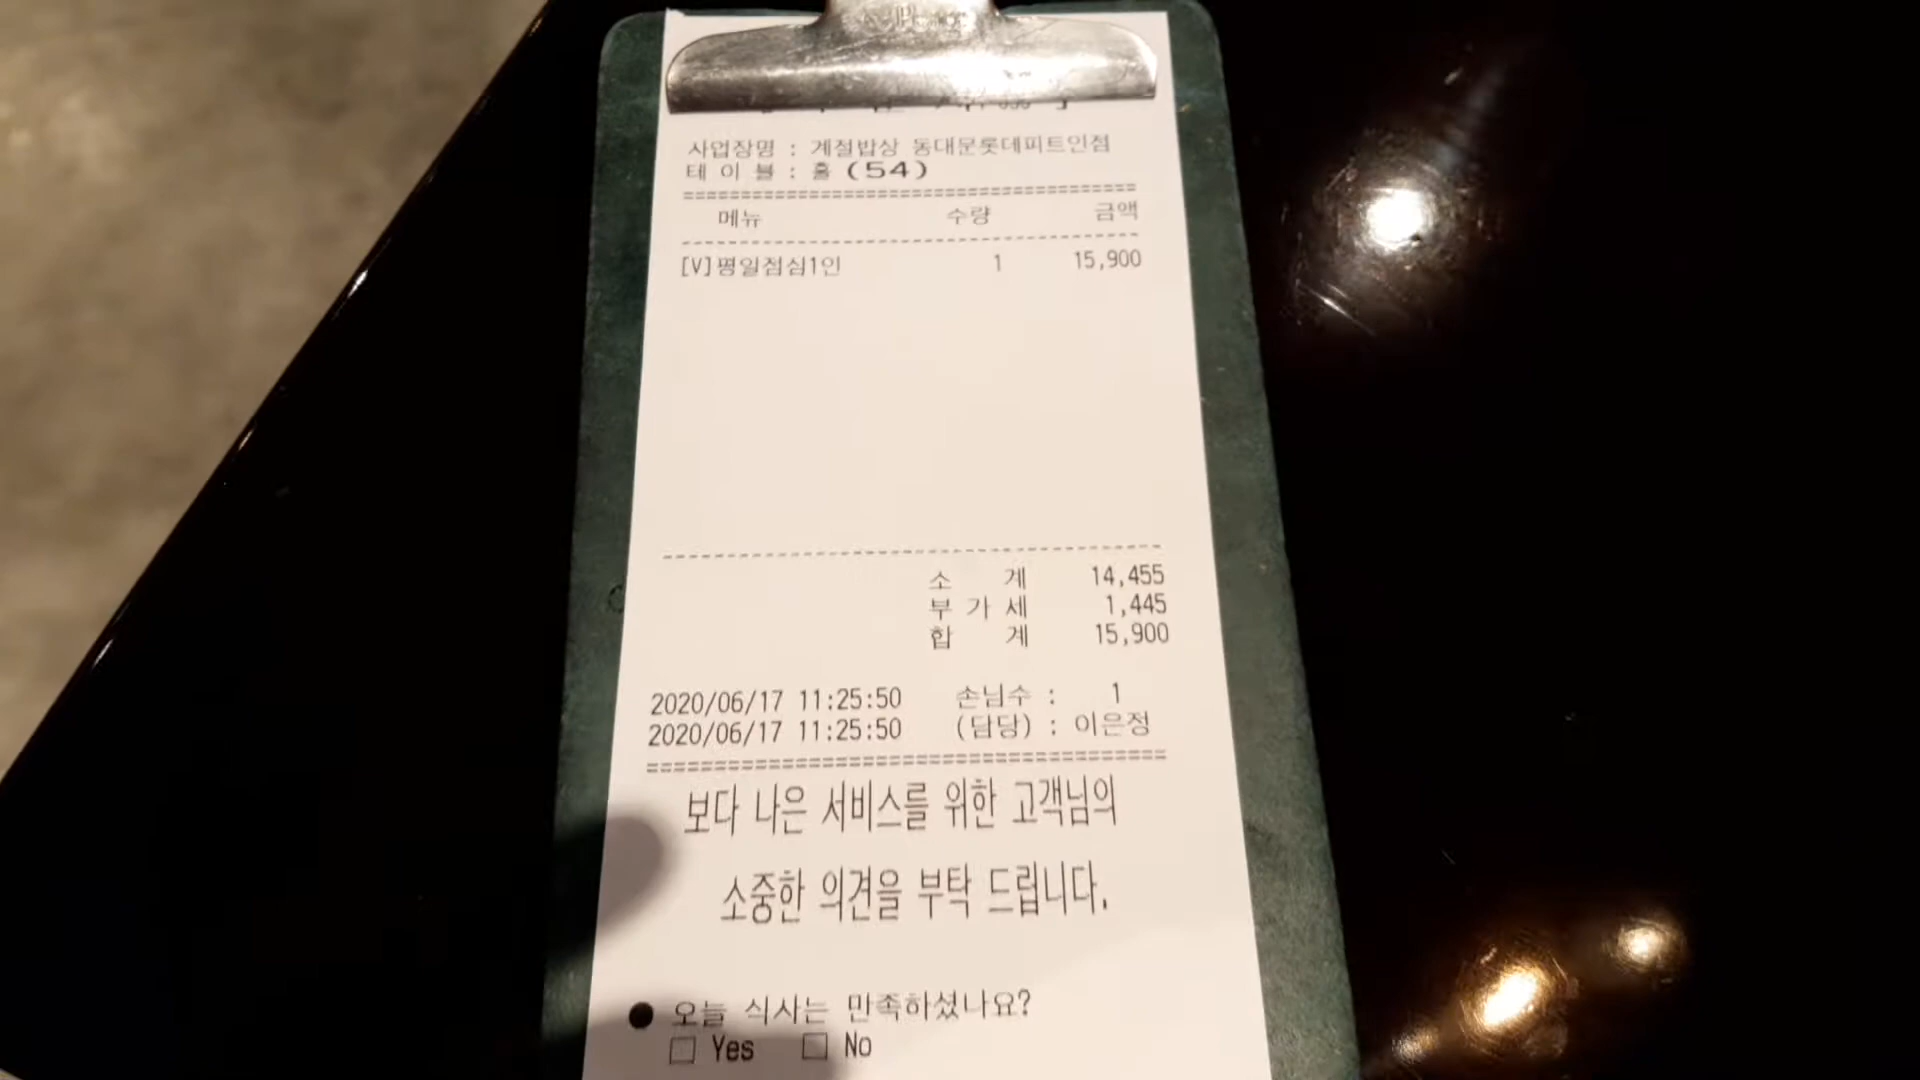 사업장명 : 계절밥상 동대문롯데피트인점
테 이 블 : 홀 (54)
메뉴 수량 금액
[V]평일점심1인 1 15,900
소 계 14,455
부 가 세 1,445
합 계 15,900
2020/06/17 11:25:50 손님수 : 1
2020/06/17 11:25:50 (담당) : 이은정
보다 나은 서비스를 위한 고객님의
소중한 의견을 부탁 드립니다.
● 오늘 식사는 만족하셨나요?
□ Yes □ No